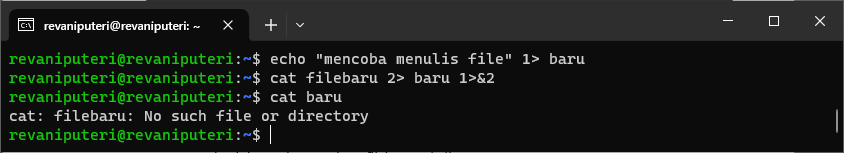 revaniputeri@revaniputeri: ~
revaniputeri@revaniputeri:~$ echo "mencoba menulis file" 1> baru
revaniputeri@revaniputeri:~$ cat filebaru 2> baru 1>&2
revaniputeri@revaniputeri:~$ cat baru
cat: filebaru: No such file or directory
revaniputeri@revaniputeri:~$